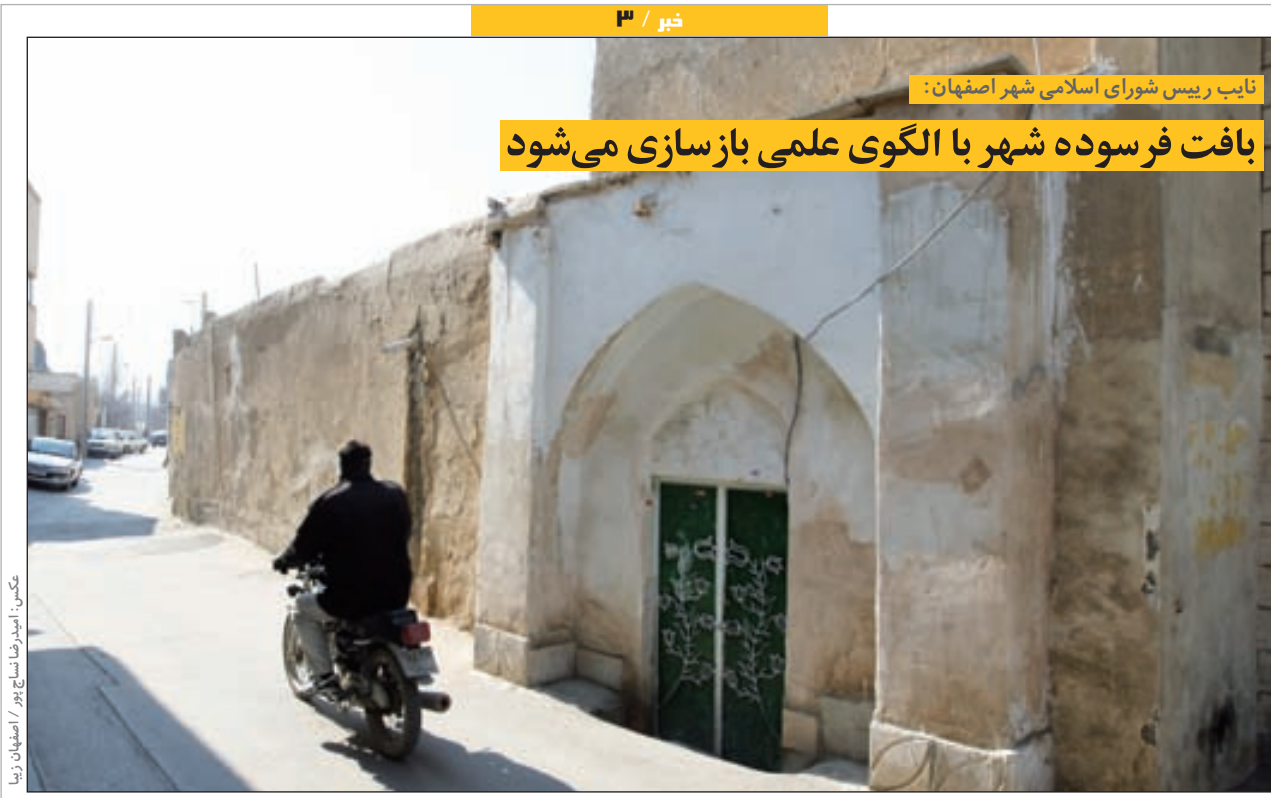 خبر / ۳
نایب رییس شورای اسلامی شهر اصفهان:
بافت فرسوده شهر با الگوی علمی بازسازی می‌شود
عکس: امیدرضا نساج پور / اصفهان زیبا